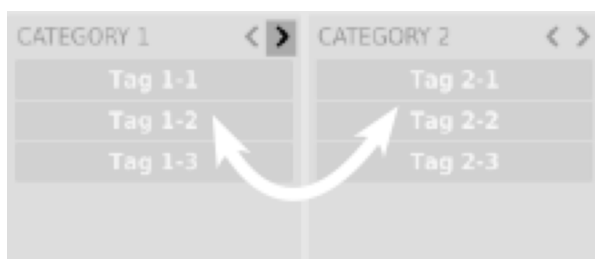 CATEGORY 1 < >
Tag 1-1
Tag 1-2
Tag 1-3
CATEGORY 2 < >
Tag 2-1
Tag 2-2
Tag 2-3